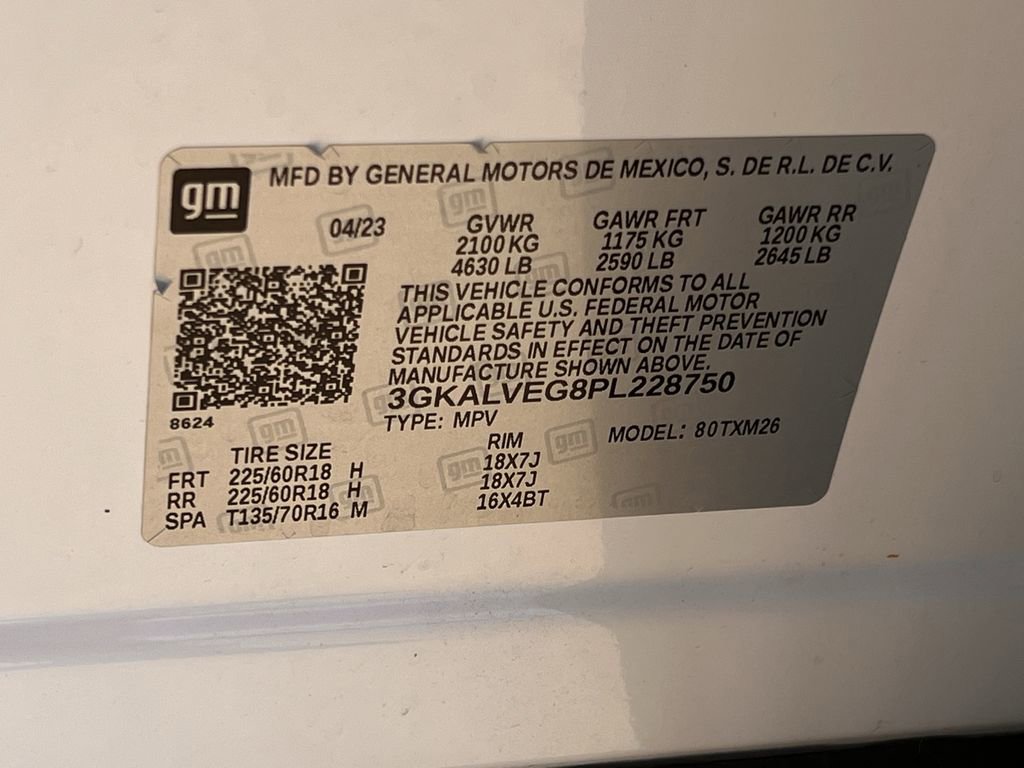 gm
MFD BY GENERAL MOTORS DE MEXICO, S. DE R.L. DE C.V.
04/23 GVWR GAWR FRT GAWR RR
2100 KG 1175 KG 1200 KG
4630 LB 2590 LB 2645 LB
THIS VEHICLE CONFORMS TO ALL
APPLICABLE U.S. FEDERAL MOTOR
VEHICLE SAFETY AND THEFT PREVENTION
STANDARDS IN EFFECT ON THE DATE OF
MANUFACTURE SHOWN ABOVE.
3GKALVEG8PL228750
8624
TYPE: MPV MODEL: 80TXM26
TIRE SIZE RIM
FRT 225/60R18 H 18X7J
RR 225/60R18 H 18X7J
SPA T135/70R16 M 16X4BT